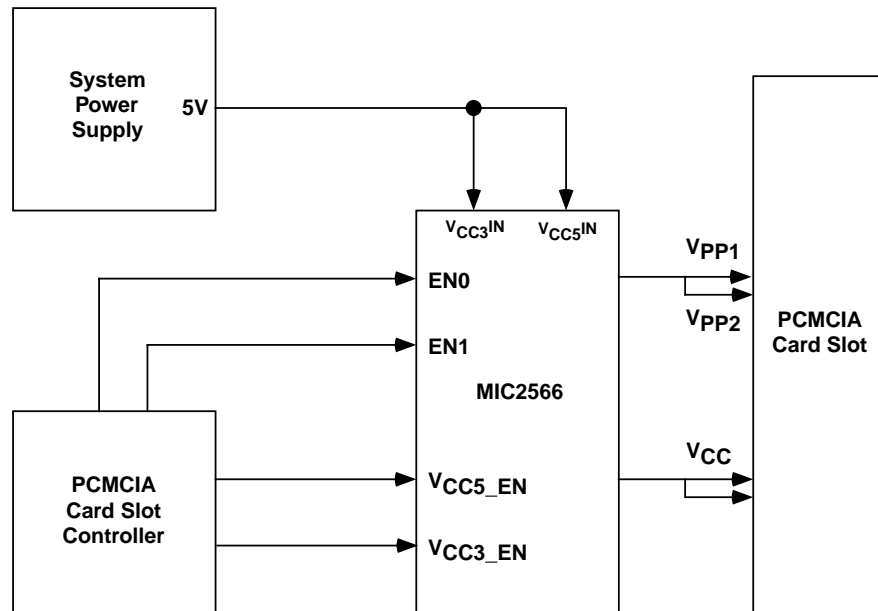 System
Power
Supply
5V
VCC3IN
VCC5IN
EN0
EN1
MIC2566
VCC5_EN
VCC3_EN
PCMCIA
Card Slot
Controller
VPP1
VPP2
VCC
PCMCIA
Card Slot